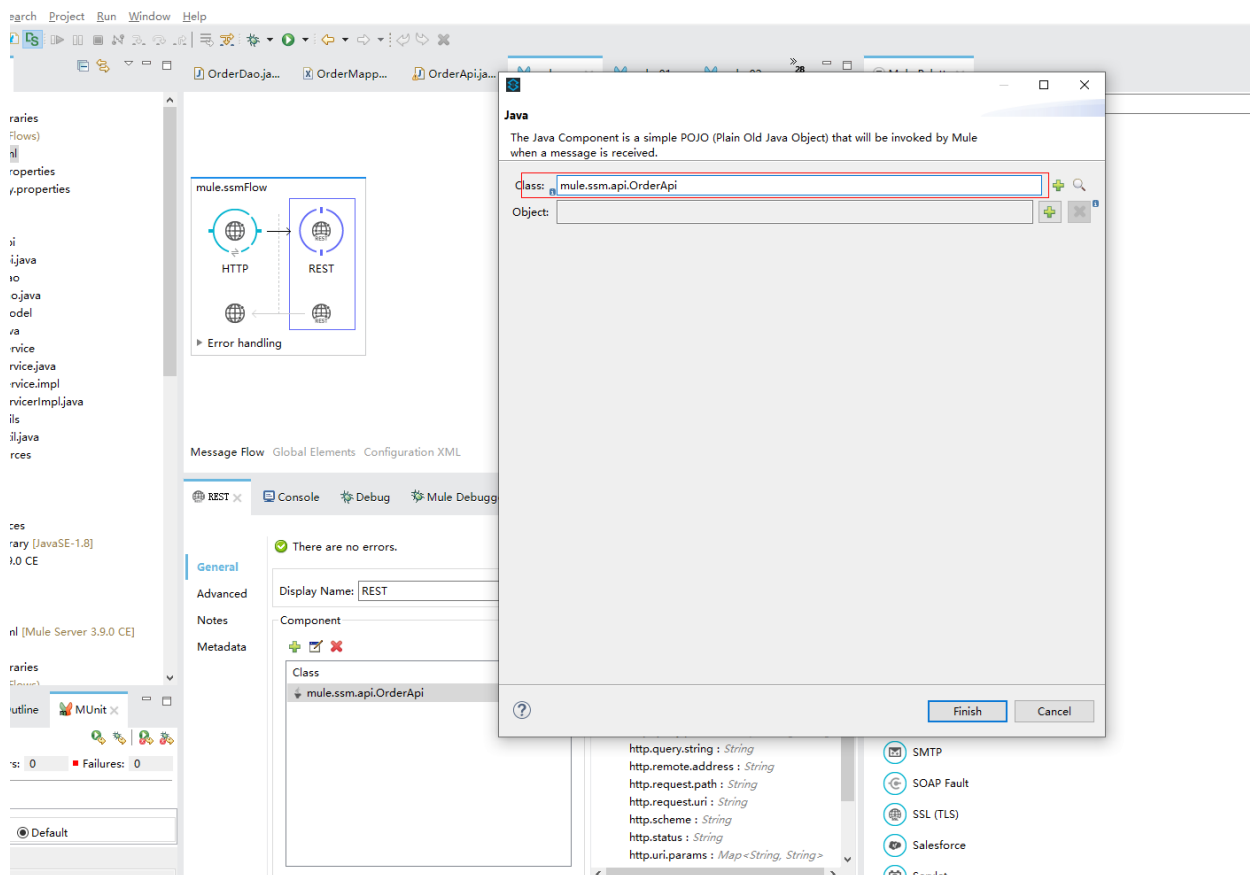 earch Project Run Window Help
OrderDao.ja... OrderMapp... OrderApi.ja...
28
raries
Flows)
nl
roperties
y.properties
i.java
o.java
odel
va
rvice
rvice.java
rvice.impl
rvicerImpl.java
ils
il.java
rces
ces
rary [JavaSE-1.8]
9.0 CE
nl [Mule Server 3.9.0 CE]
raries
mule.ssmFlow
HTTP
REST
REST
REST
Error handling
Message Flow Global Elements Configuration XML
REST Console Debug Mule Debugg
There are no errors.
General
Advanced
Notes
Metadata
Display Name: REST
Component
Class
mule.ssm.api.OrderApi
Java
The Java Component is a simple POJO (Plain Old Java Object) that will be invoked by Mule
when a message is received.
Class: mule.ssm.api.OrderApi
Object:
Finish Cancel
utline MUnit
rs: 0 Failures: 0
Default
http.query.string : String
http.remote.address : String
http.request.path : String
http.request.uri : String
http.scheme : String
http.status : String
http.uri.params : Map<String, String>
SMTP
SOAP Fault
SSL (TLS)
Salesforce